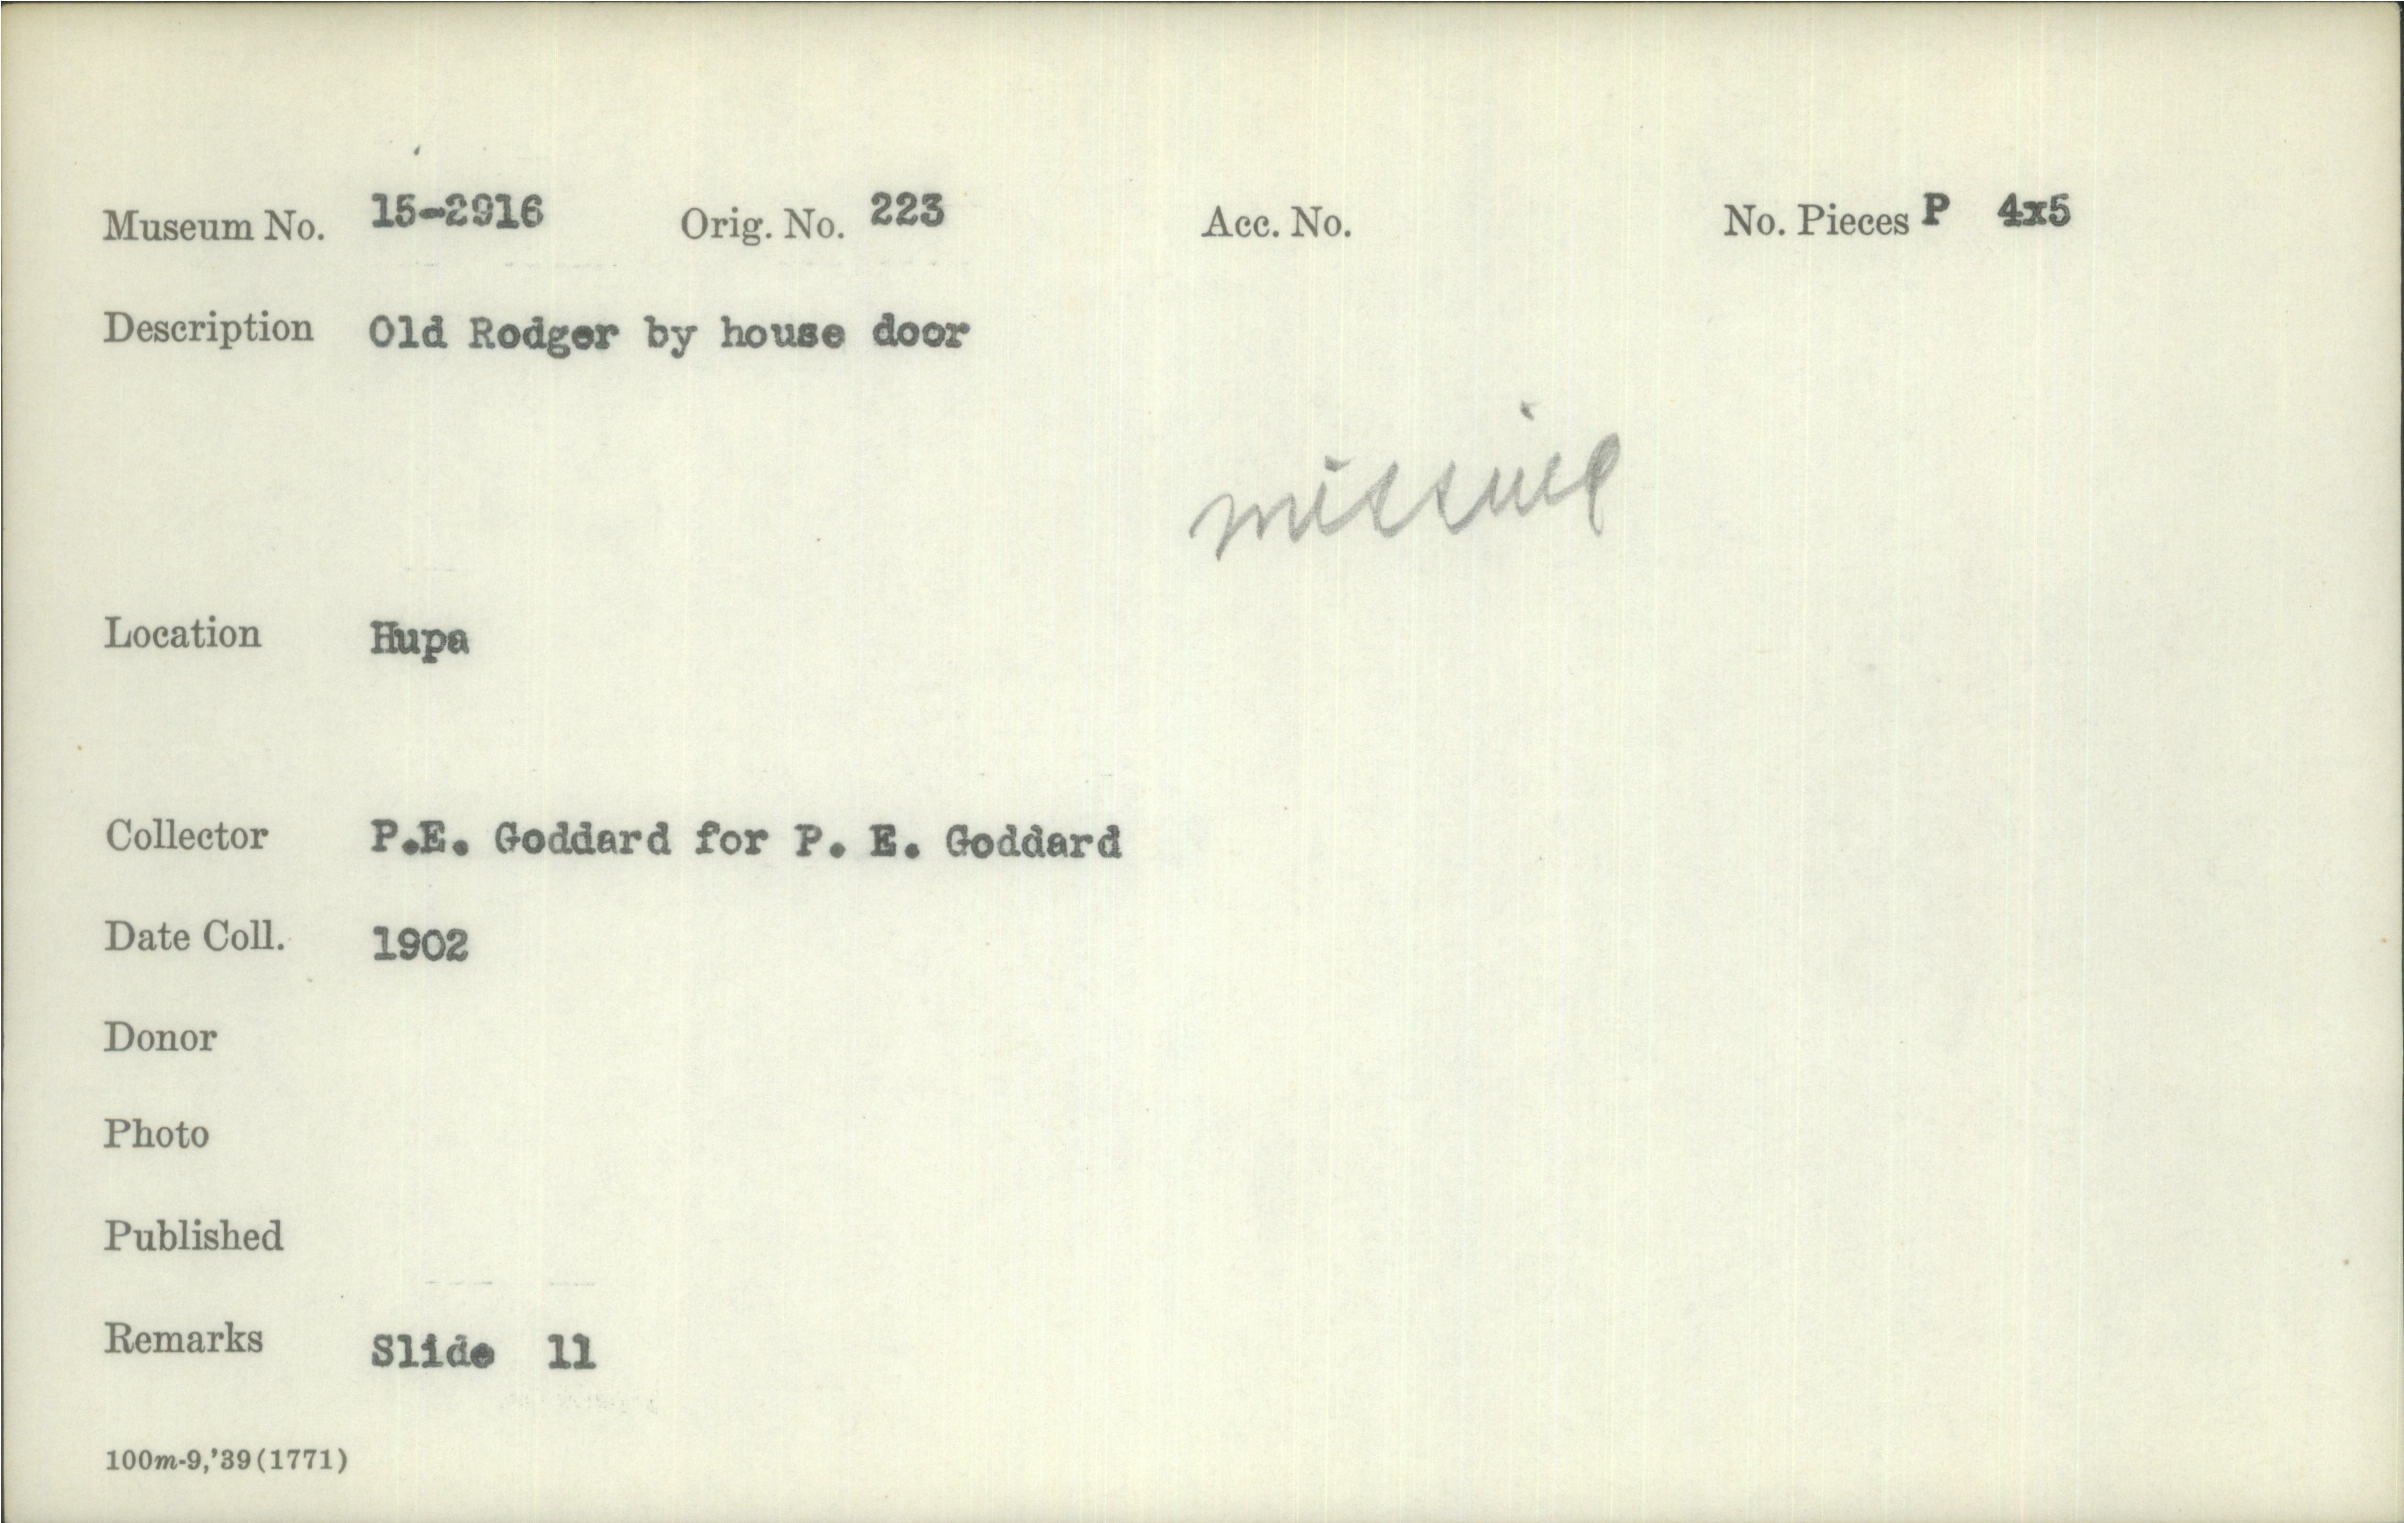 Museum No. 15-2916 Orig. No. 223 Acc. No. No. Pieces P 4x5
Description Old Rodger by house door
missing
Location Hupa
Collector P.E. Goddard for P. E. Goddard
Date Coll. 1902
Donor
Photo
Published
Remarks Slide 11
100m-9,'39(1771)